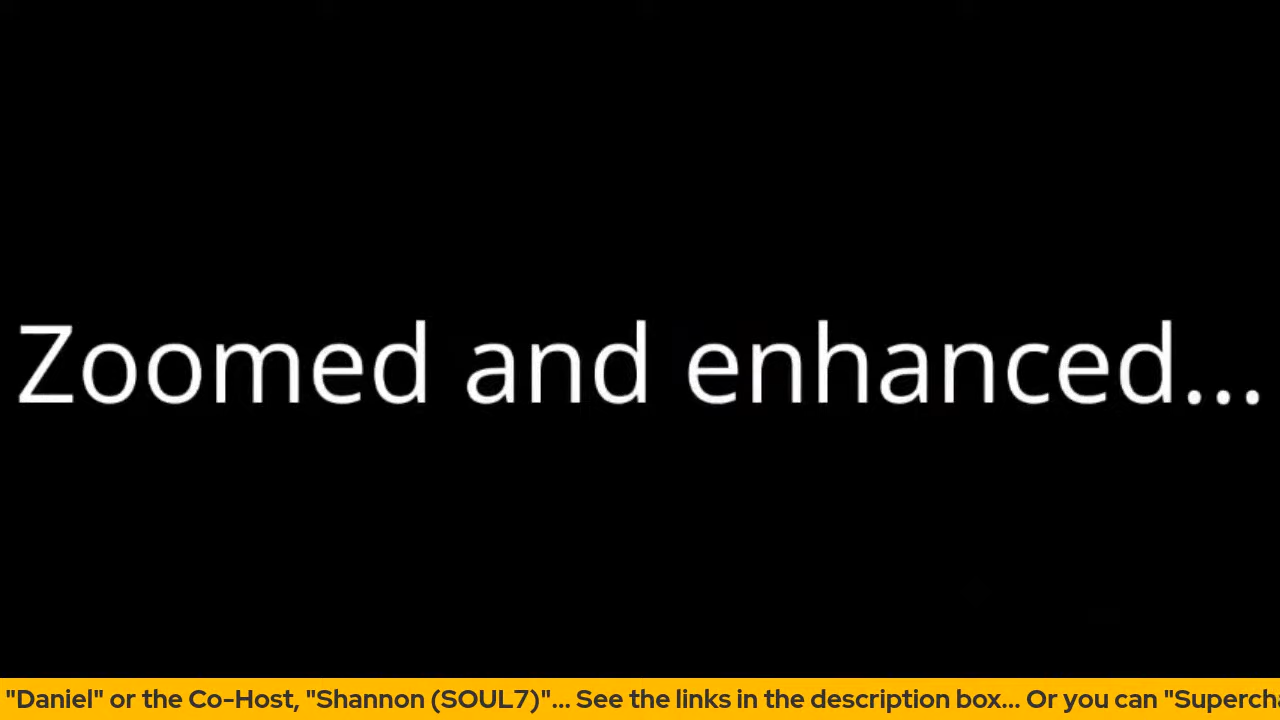 Zoomed and enhanced...
"Daniel" or the Co-Host, "Shannon (SOUL7)"... See the links in the description box... Or you can "Supercha